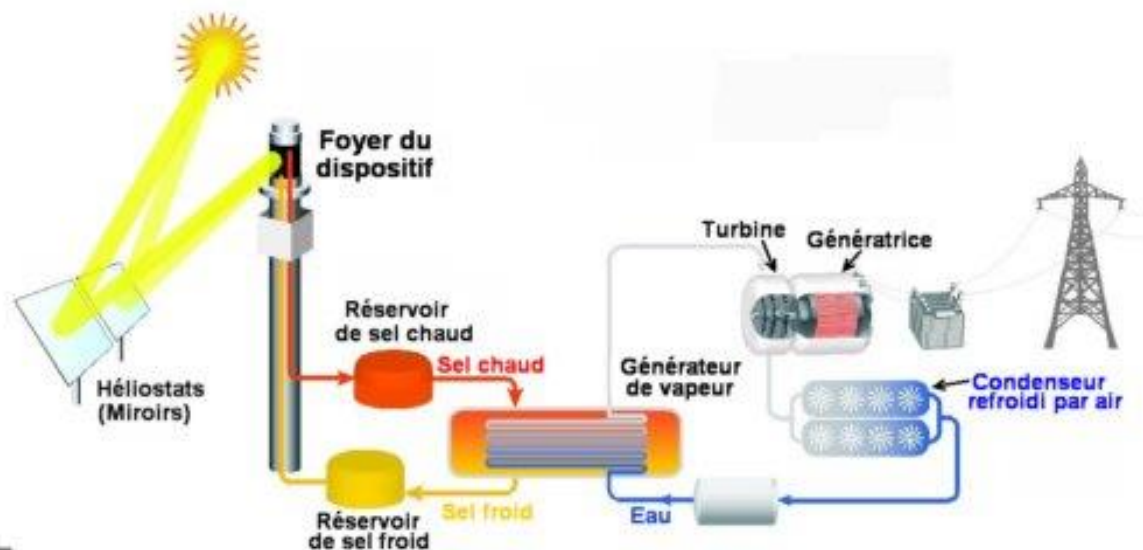 Foyer du
dispositif
Turbine
Génératrice
Réservoir
de sel chaud
Sel chaud
Générateur
de vapeur
Condenseur
refroidi par air
Héliostats
(Miroirs)
Sel froid
Eau
Réservoir
de sel froid